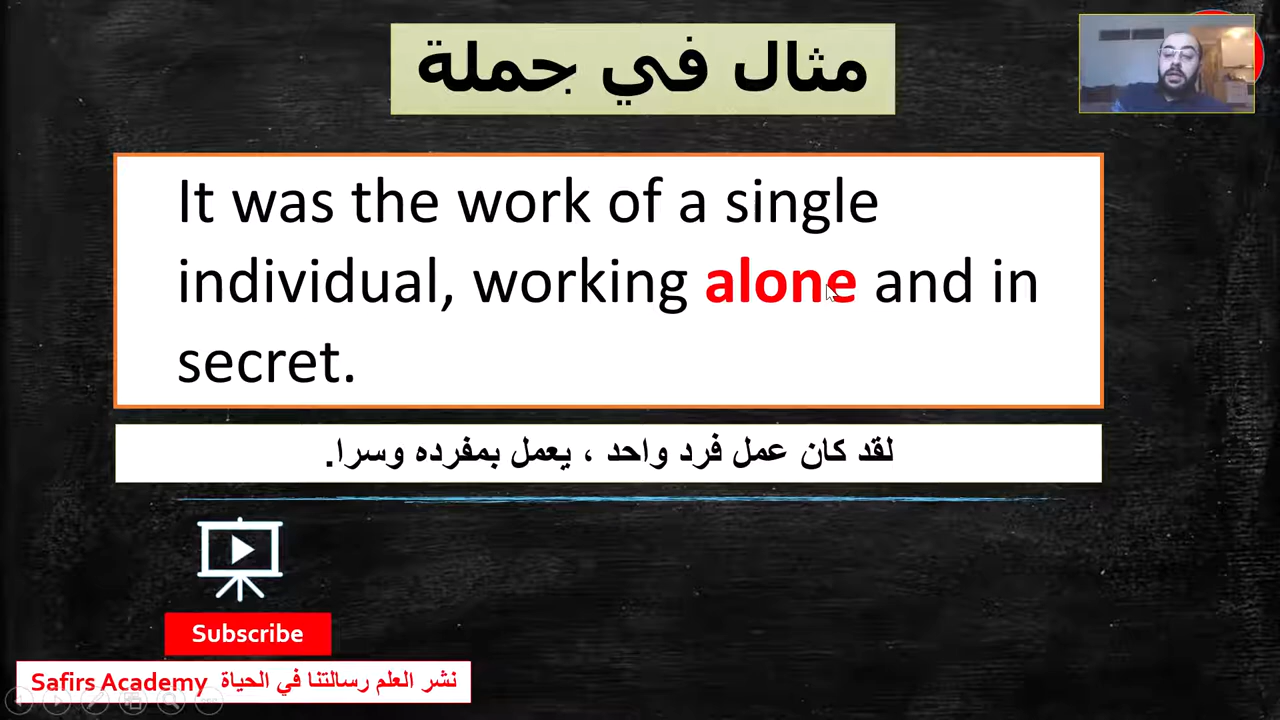 مثال في جملة
It was the work of a single
individual, working alone and in
secret.
لقد كان عمل فرد واحد ، يعمل بمفرده وسرا.
Subscribe
Safirs Academy نشر العلم رسالتنا في الحياة